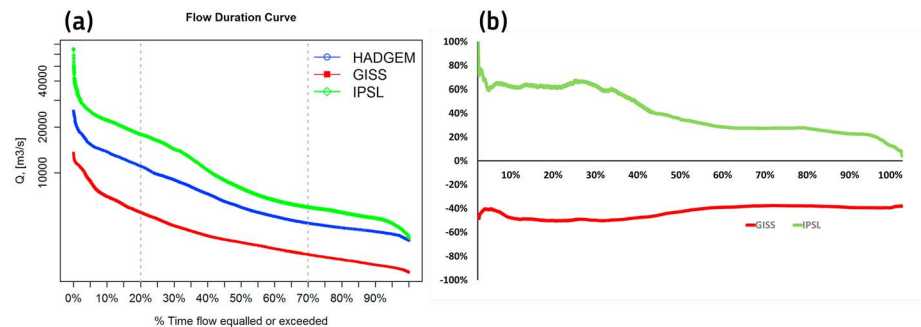 (a)
Flow Duration Curve
HADGEM
GISS
IPSL
Q, [m3/s]
40000
20000
10000
0% 10% 20% 30% 40% 50% 60% 70% 80% 90%
% Time flow equalled or exceeded
(b)
100%
80%
60%
40%
20%
0%
-20%
-40%
-60%
-80%
-100%
10% 20% 30% 40% 50% 60% 70% 80% 90% 100%
GISS IPSL